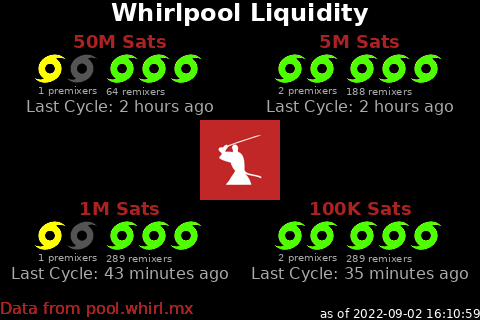 Whirlpool Liquidity
50M Sats
1 premixers 64 remixers
Last Cycle: 2 hours ago
5M Sats
2 premixers 188 remixers
Last Cycle: 2 hours ago
1M Sats
1 premixers 289 remixers
Last Cycle: 43 minutes ago
100K Sats
2 premixers 289 remixers
Last Cycle: 35 minutes ago
Data from pool.whirl.mx
as of 2022-09-02 16:10:59